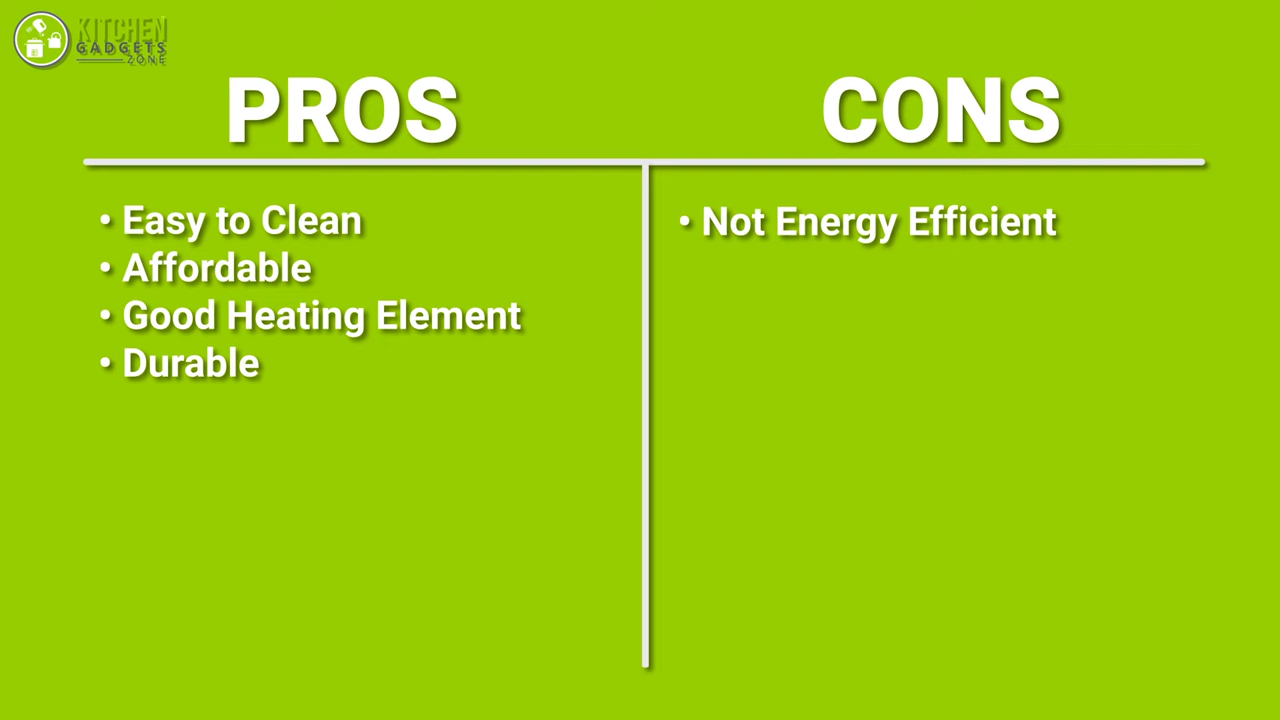 KITCHEN
GADGETS
ZONE
PROS
CONS
• Easy to Clean
• Affordable
• Good Heating Element
• Durable
• Not Energy Efficient